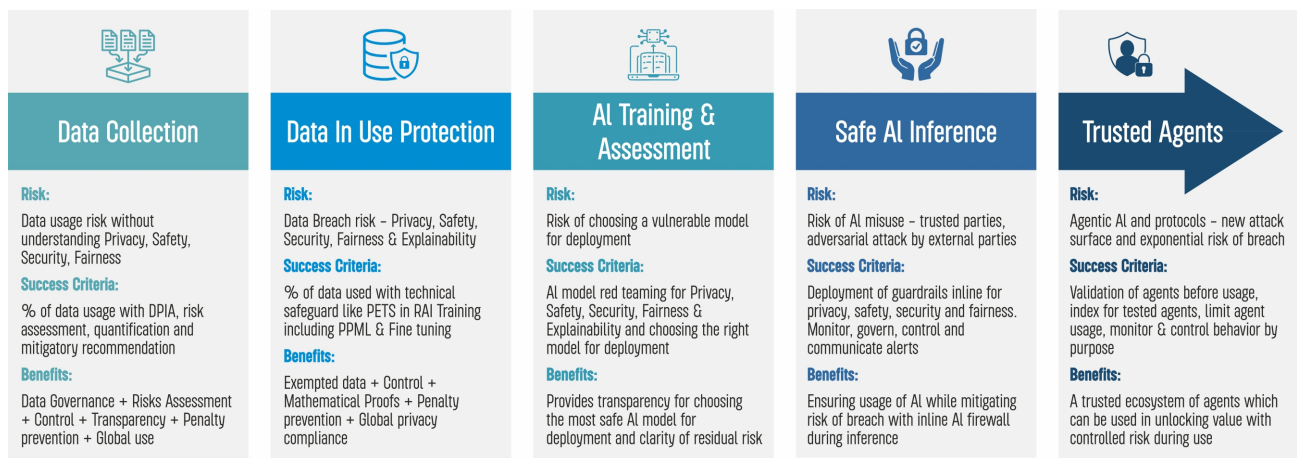 Data Collection
Risk:
Data usage risk without
understanding Privacy, Safety,
Security, Fairness
Success Criteria:
% of data usage with DPIA, risk
assessment, quantification and
mitigatory recommendation
Benefits:
Data Governance + Risks Assessment
+ Control + Transparency + Penalty
prevention + Global use
Data In Use Protection
Risk:
Data Breach risk – Privacy, Safety,
Security, Fairness & Explainability
Success Criteria:
% of data used with technical
safeguard like PETS in RAI Training
including PPML & Fine tuning
Benefits:
Exempted data + Control +
Mathematical Proofs + Penalty
prevention + Global privacy
compliance
AI Training &
Assessment
Risk:
Risk of choosing a vulnerable model
for deployment
Success Criteria:
AI model red teaming for Privacy,
Safety, Security, Fairness &
Explainability and choosing the right
model for deployment
Benefits:
Provides transparency for choosing
the most safe AI model for
deployment and clarity of residual risk
Safe AI Inference
Risk:
Risk of AI misuse – trusted parties,
adversarial attack by external parties
Success Criteria:
Deployment of guardrails inline for
privacy, safety, security and fairness.
Monitor, govern, control and
communicate alerts
Benefits:
Ensuring usage of AI while mitigating
risk of breach with inline AI firewall
during inference
Trusted Agents
Risk:
Agentic AI and protocols – new attack
surface and exponential risk of breach
Success Criteria:
Validation of agents before usage,
index for tested agents, limit agent
usage, monitor & control behavior by
purpose
Benefits:
A trusted ecosystem of agents which
can be used in unlocking value with
controlled risk during use